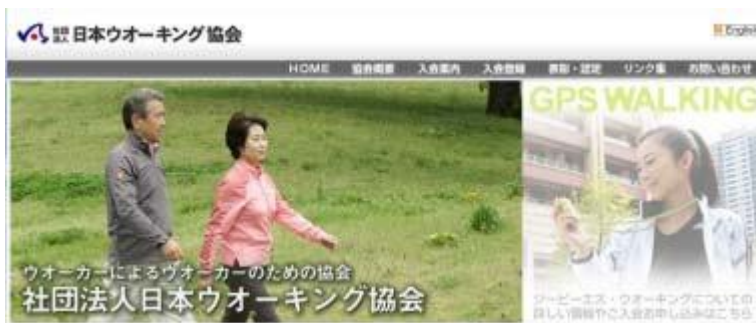 社団法人 日本ウオーキング協会
English
HOME 協会概要 入会案内 入会登録 表彰・認定 リンク集 お問い合わせ
GPS WALKING
ウオーカーによるウオーカーのための協会
社団法人日本ウオーキング協会
ジーピーエス・ウオーキングについての
詳しい情報やご入会お申し込みはこちら